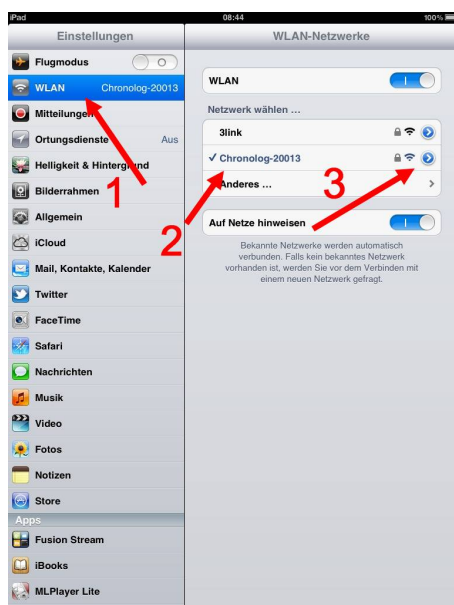 iPad
08:44
100%
Einstellungen
WLAN-Netzwerke
Flugmodus
WLAN Chronolog-20013
Mitteilungen
Ortungsdienste Aus
Helligkeit & Hintergrund
Bilderrahmen
Allgemein
iCloud
Mail, Kontakte, Kalender
Twitter
FaceTime
Safari
Nachrichten
Musik
Video
Fotos
Notizen
Store
Apps
Fusion Stream
iBooks
MLPlayer Lite
WLAN
Netzwerk wählen ...
3link
Chronolog-20013
Anderes ...
Auf Netze hinweisen
Bekannte Netzwerke werden automatisch
verbunden. Falls kein bekanntes Netzwerk
vorhanden ist, werden Sie vor dem Verbinden mit
einem neuen Netzwerk gefragt.
1
2
3